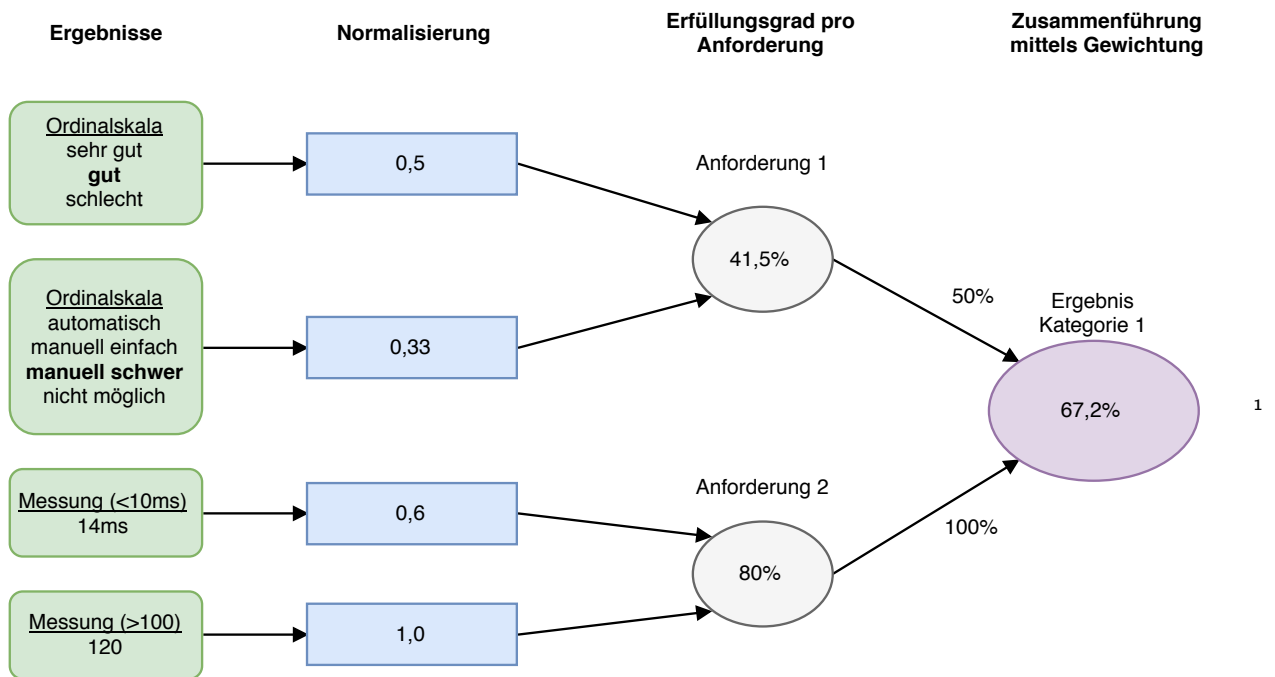 Ergebnisse
Normalisierung
Erfüllungsgrad pro
Anforderung
Zusammenführung
mittels Gewichtung
Ordinalskala
sehr gut
gut
schlecht
0,5
Anforderung 1
41,5%
Ordinalskala
automatisch
manuell einfach
manuell schwer
nicht möglich
0,33
50%
Ergebnis
Kategorie 1
67,2%
1
Messung (<10ms)
14ms
0,6
Anforderung 2
80%
100%
Messung (>100)
120
1,0